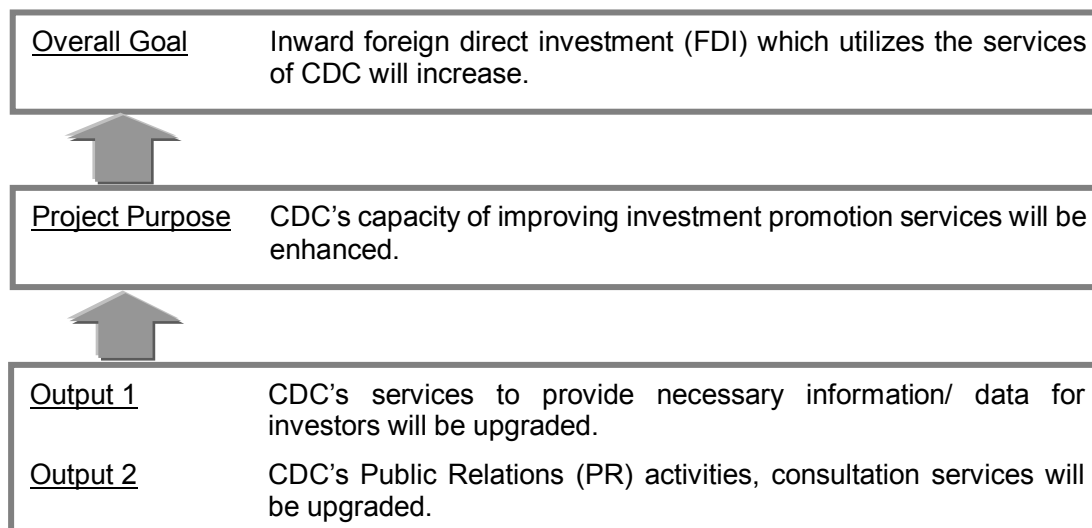 Overall Goal Inward foreign direct investment (FDI) which utilizes the services
of CDC will increase.
Project Purpose CDC's capacity of improving investment promotion services will be
enhanced.
Output 1 CDC's services to provide necessary information/ data for
investors will be upgraded.
Output 2 CDC's Public Relations (PR) activities, consultation services will
be upgraded.